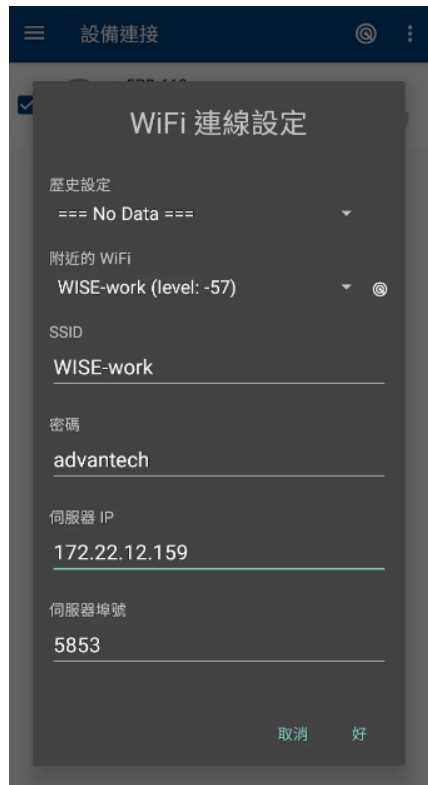 設備連接
WiFi 連線設定
歷史設定
=== No Data ===
附近的 WiFi
WISE-work (level: -57)
SSID
WISE-work
密碼
advantech
伺服器 IP
172.22.12.159
伺服器埠號
5853
取消 好